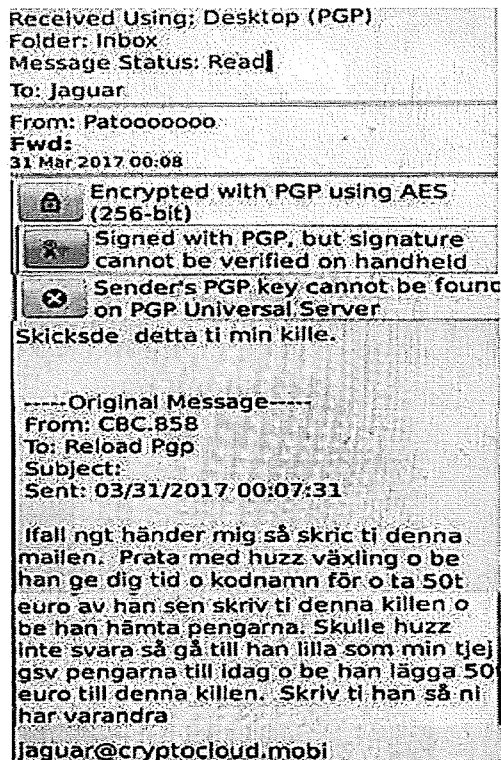 Received Using: Desktop (PGP)
Folder: Inbox
Message Status: Read
To: Jaguar
From: Patooooooo
Fwd:
31 Mar 2017 00:08
Encrypted with PGP using AES
(256-bit)
Signed with PGP, but signature
cannot be verified on handheld
Sender's PGP key cannot be found
on PGP Universal Server
Skicksde detta ti min kille.
-----Original Message-----
From: CBC.858
To: Reload Pgp
Subject:
Sent: 03/31/2017 00:07:31
Ifall ngt händer mig så skric ti denna
mailen. Prata med huzz växling o be
han ge dig tid o kodnamn för o ta 50t
euro av han sen skriv ti denna killen o
be han hämta pengarna. Skulle huzz
inte svara så gå till han lilla som min tjej
gsv pengarna till idag o be han lägga 50
euro till denna killen. Skriv ti han så ni
har varandra
jaguar@cryptocloud.mobi